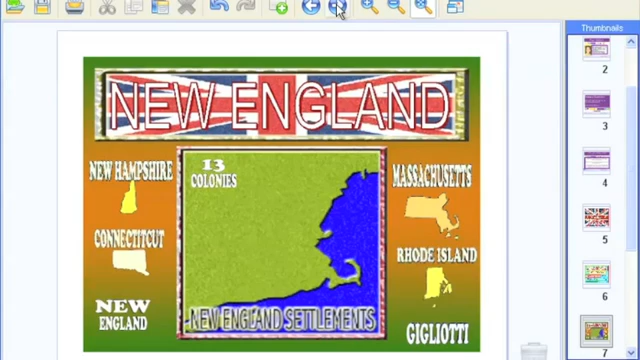 Thumbnails
NEW ENGLAND
2
3
4
5
6
7
13
COLONIES
NEW HAMPSHIRE
CONNECTITCUT
NEW
ENGLAND
NEW ENGLAND SETTLEMENTS
MASSACHUSETTS
RHODE ISLAND
GIGLIOTTI